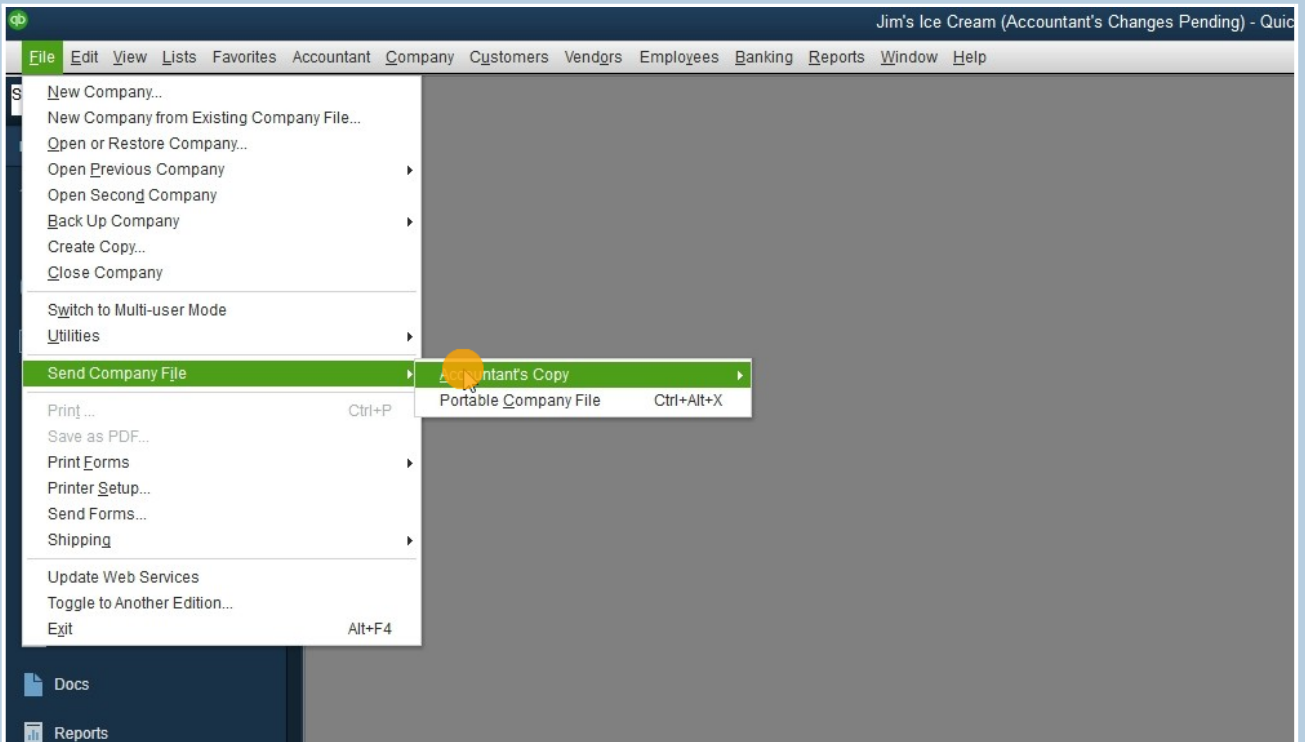 qb
Jim's Ice Cream (Accountant's Changes Pending) - Quic
File Edit View Lists Favorites Accountant Company Customers Vendors Employees Banking Reports Window Help
S
New Company...
New Company from Existing Company File...
Open or Restore Company...
Open Previous Company
Open Second Company
Back Up Company
Create Copy...
Close Company
Switch to Multi-user Mode
Utilities
Send Company File
Accountant's Copy
Portable Company File Ctrl+Alt+X
Print ... Ctrl+P
Save as PDF...
Print Forms
Printer Setup...
Send Forms...
Shipping
Update Web Services
Toggle to Another Edition...
Exit Alt+F4
Docs
Reports